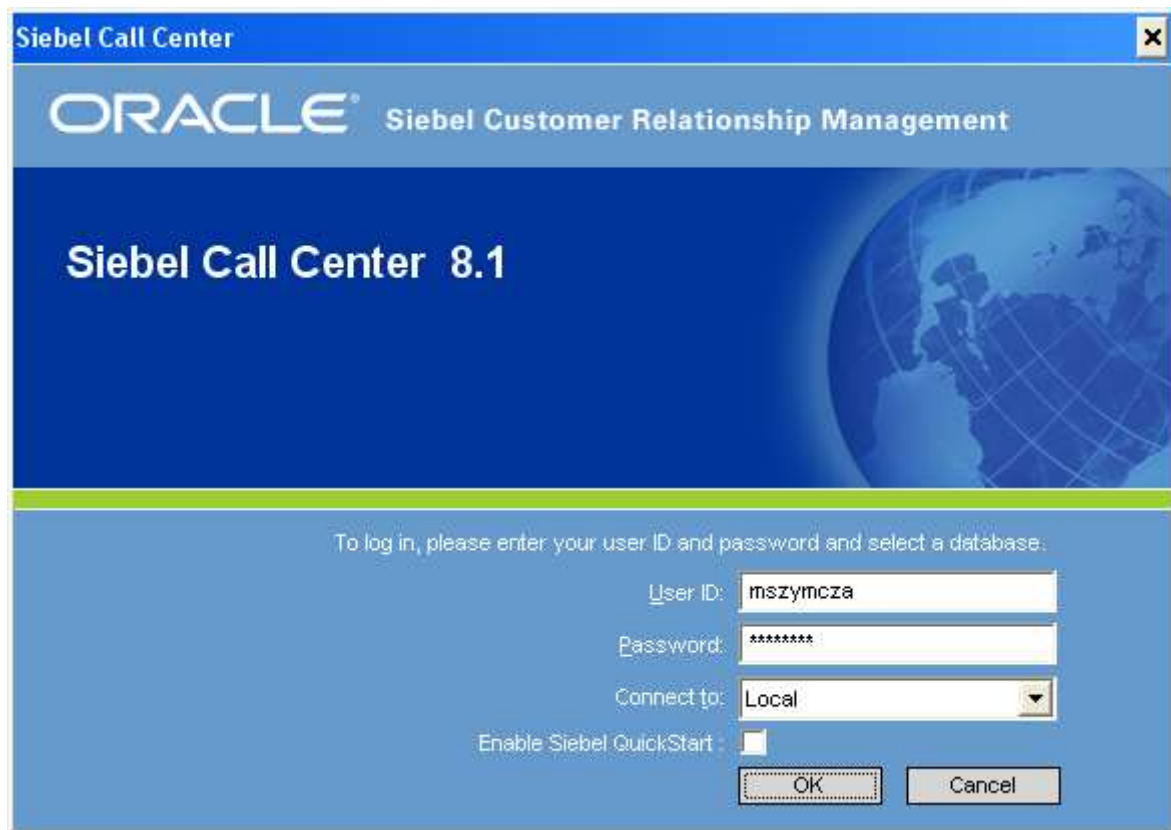 Siebel Call Center
ORACLE® Siebel Customer Relationship Management
Siebel Call Center 8.1
To log in, please enter your user ID and password and select a database.
User ID: mszymcza
Password: ********
Connect to: Local
Enable Siebel QuickStart :
OK Cancel